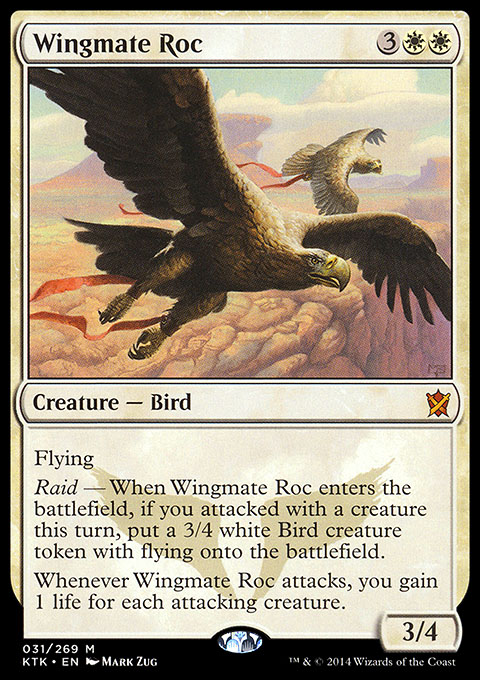 Wingmate Roc 3
Creature — Bird
Flying
Raid — When Wingmate Roc enters the
battlefield, if you attacked with a creature
this turn, put a 3/4 white Bird creature
token with flying onto the battlefield.
Whenever Wingmate Roc attacks, you gain
1 life for each attacking creature.
3/4
031/269 M
KTK • EN Mark Zug
™ & © 2014 Wizards of the Coast